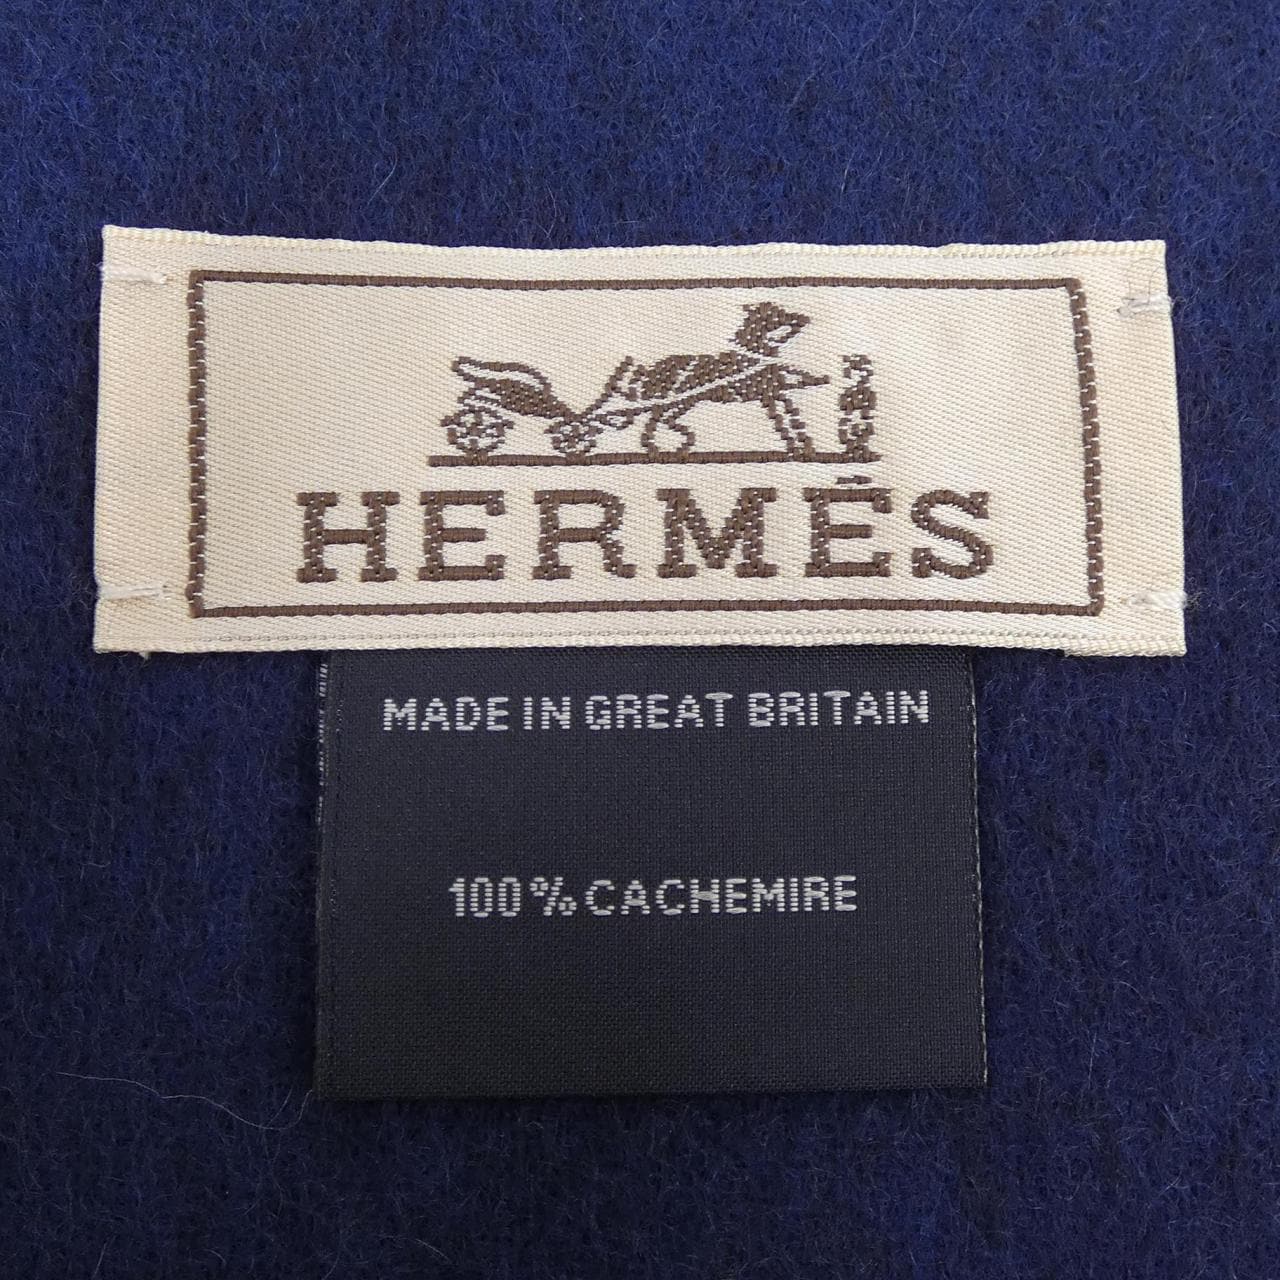 HERMÈS
MADE IN GREAT BRITAIN
100% CACHEMIRE